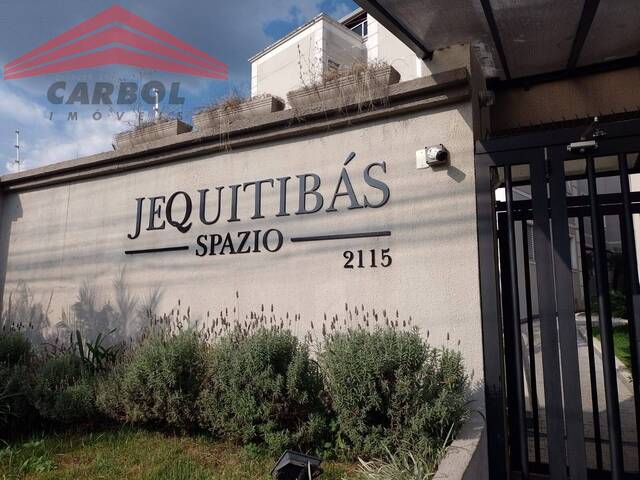 CARBOL
IMÓVEIS
JEQUITIBÁS
SPAZIO
2115